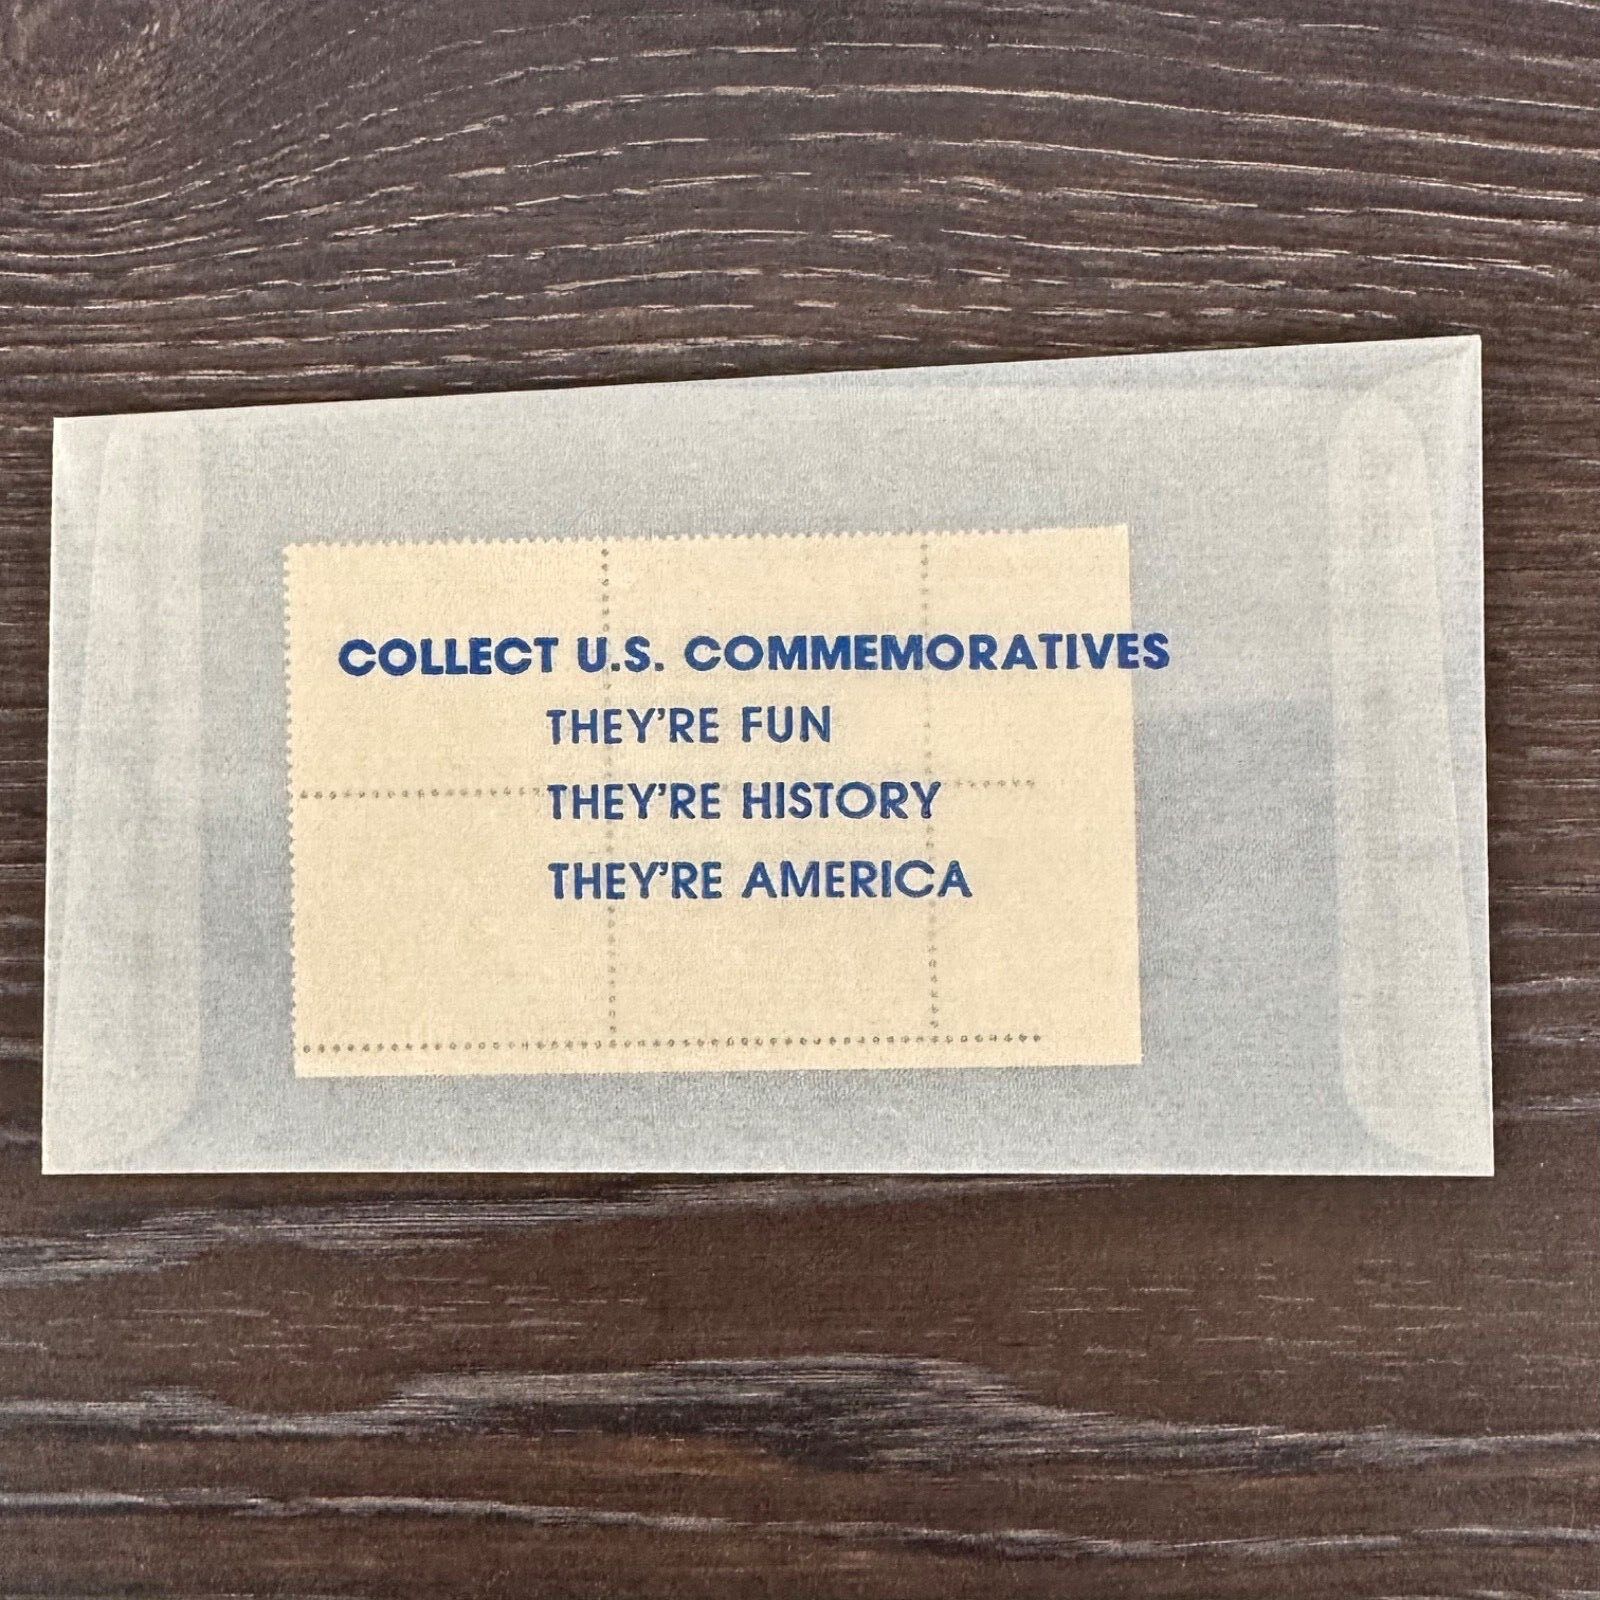 COLLECT U.S. COMMEMORATIVES
THEY'RE FUN
THEY'RE HISTORY
THEY'RE AMERICA